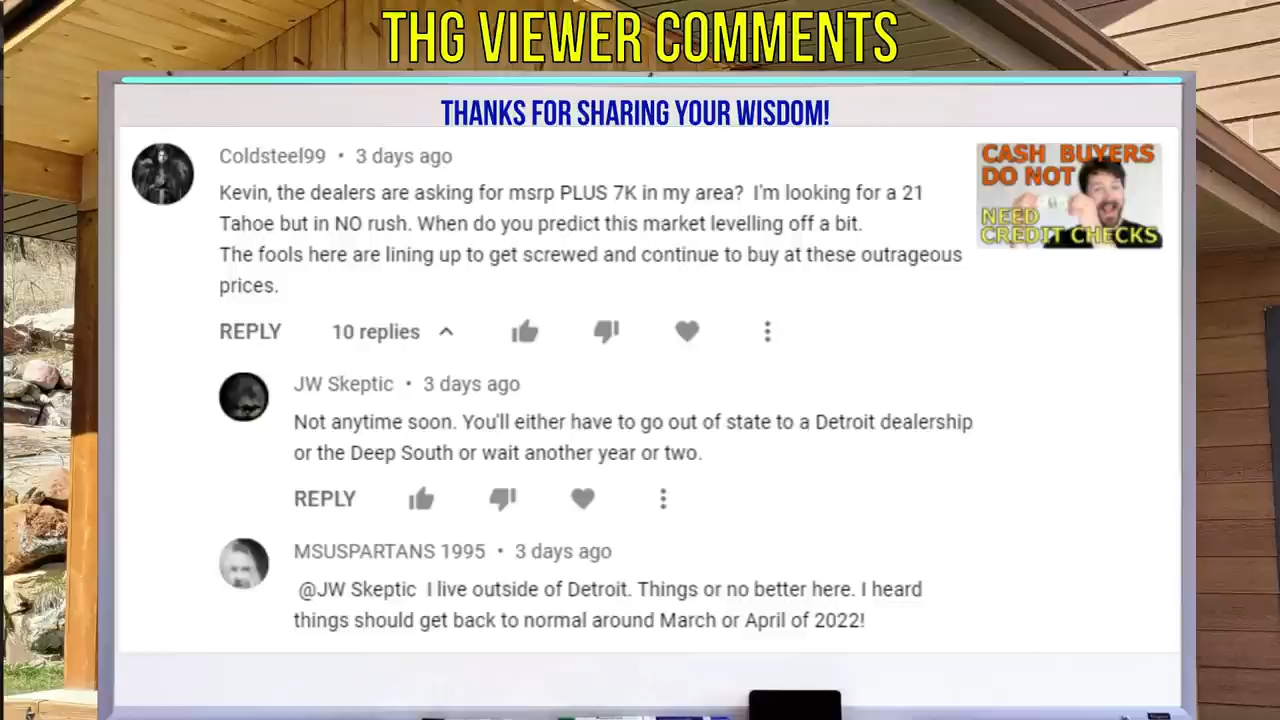 THG VIEWER COMMENTS
THANKS FOR SHARING YOUR WISDOM!
Coldsteel99 • 3 days ago
Kevin, the dealers are asking for msrp PLUS 7K in my area? I'm looking for a 21
Tahoe but in NO rush. When do you predict this market levelling off a bit.
The fools here are lining up to get screwed and continue to buy at these outrageous
prices.
CASH BUYERS
DO NOT
NEED
CREDIT CHECKS
REPLY 10 replies
JW Skeptic • 3 days ago
Not anytime soon. You'll either have to go out of state to a Detroit dealership
or the Deep South or wait another year or two.
REPLY
MSUSPARTANS 1995 • 3 days ago
@JW Skeptic I live outside of Detroit. Things or no better here. I heard
things should get back to normal around March or April of 2022!